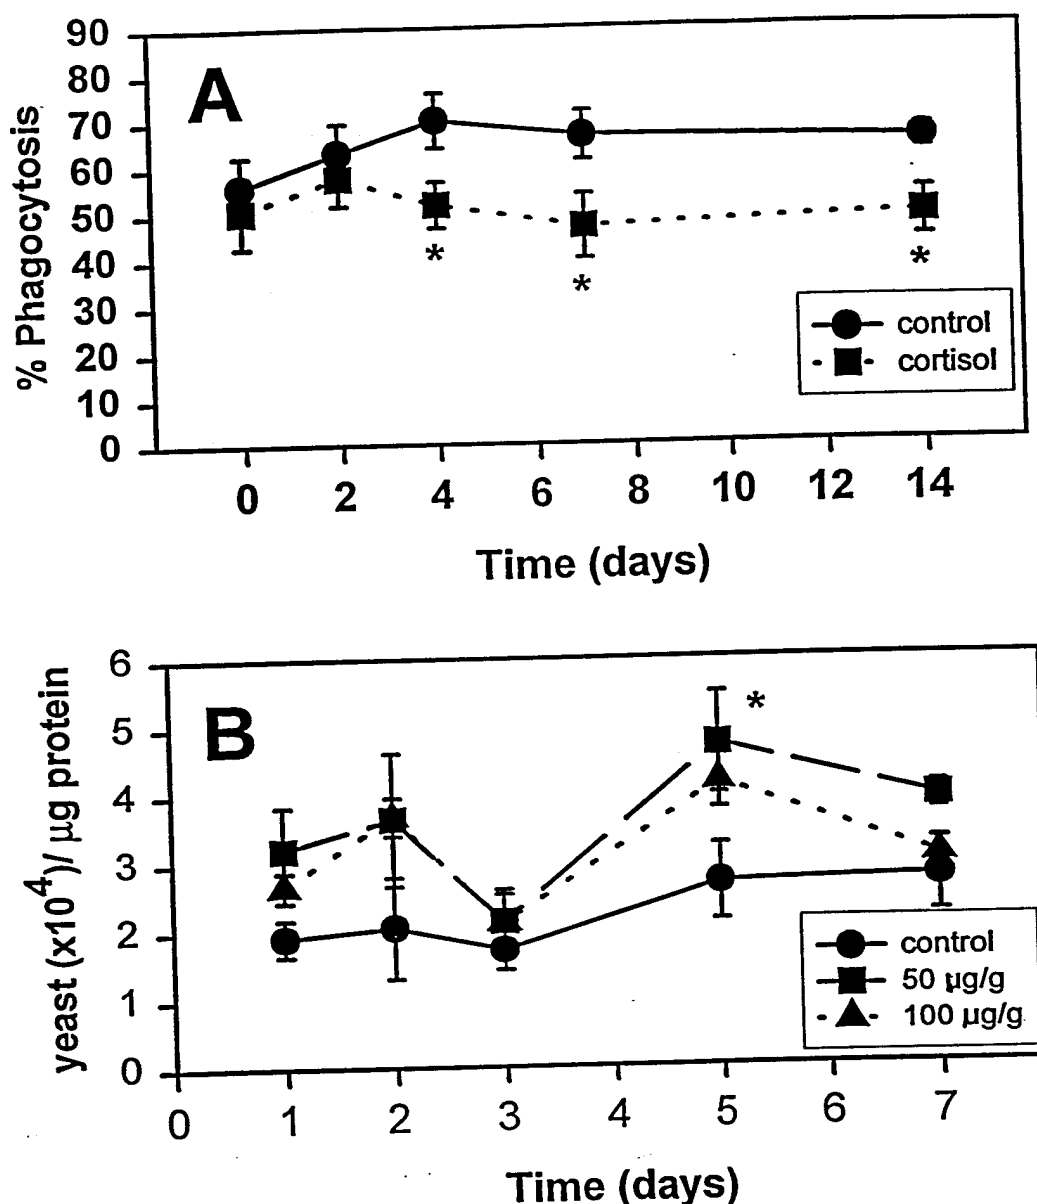 90
80
70
60
50
40
30
20
10
0
% Phagocytosis
A
*
*
*
control
cortisol
0 2 4 6 8 10 12 14
Time (days)
6
5
4
3
2
1
0
yeast (x10⁴)/ µg protein
B
*
control
50 µg/g
100 µg/g
0 1 2 3 4 5 6 7
Time (days)